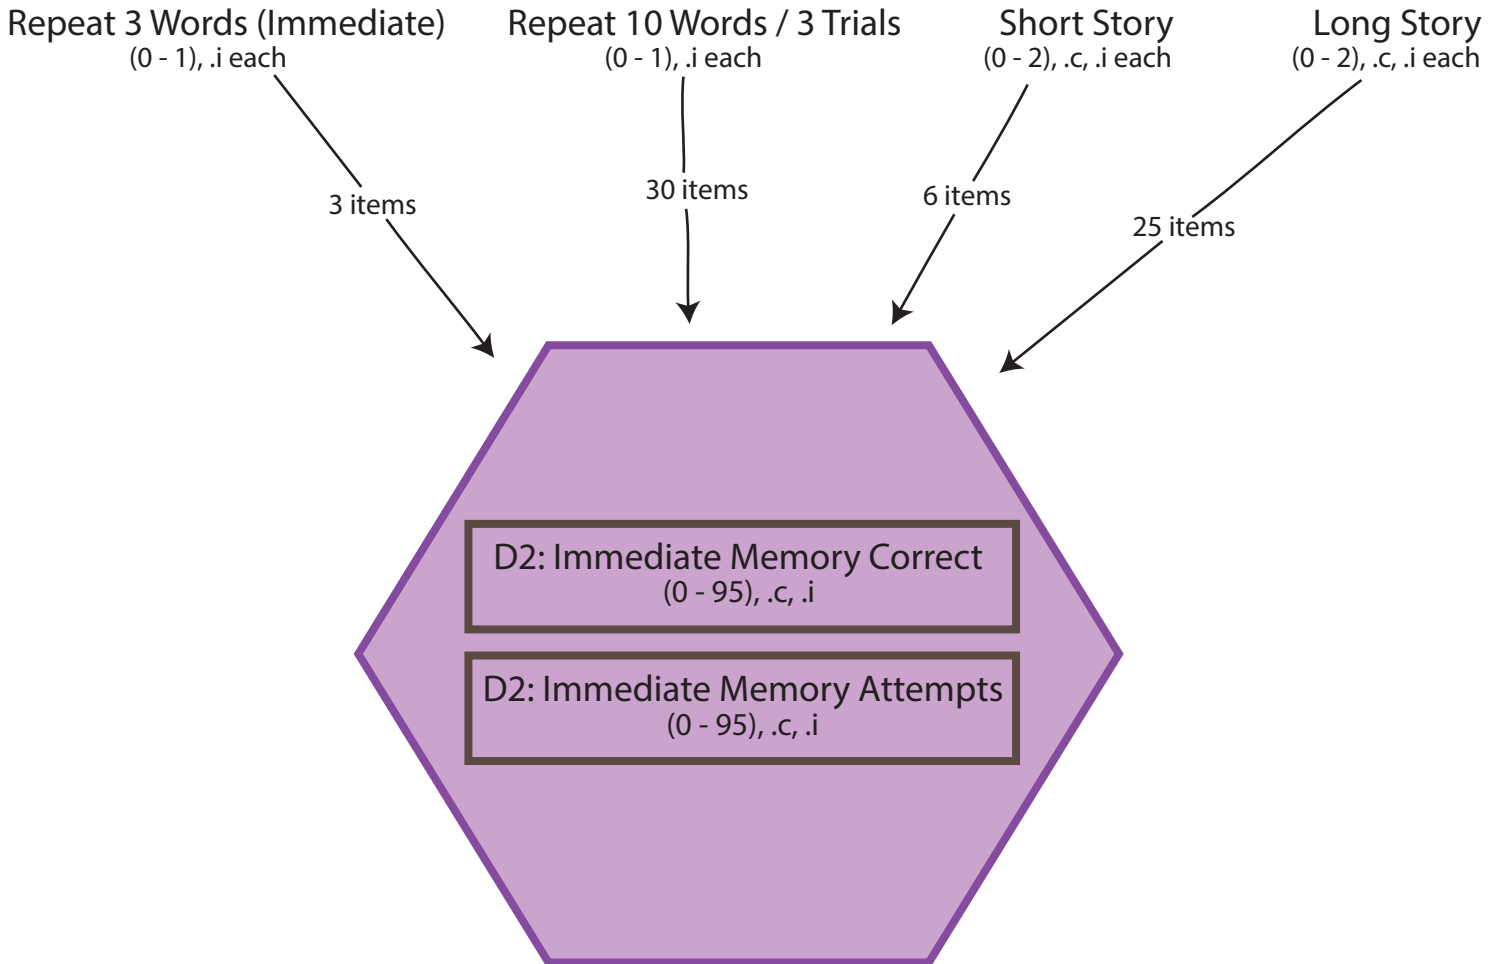 Repeat 3 Words (Immediate)
(0 - 1), .i each
Repeat 10 Words / 3 Trials
(0 - 1), .i each
Short Story
(0 - 2), .c, .i each
Long Story
(0 - 2), .c, .i each
3 items
30 items
6 items
25 items
D2: Immediate Memory Correct
(0 - 95), .c, .i
D2: Immediate Memory Attempts
(0 - 95), .c, .i